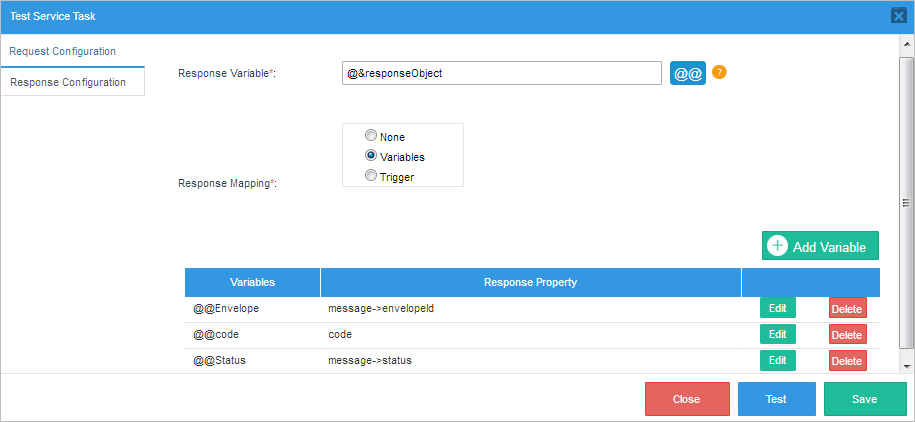 Test Service Task
Request Configuration
Response Configuration
Response Variable*:
@&responseObject
@@
?
None
Variables
Trigger
Response Mapping*:
Add Variable
Variables Response Property
@@Envelope message->envelopeId Edit Delete
@@code code Edit Delete
@@Status message->status Edit Delete
Close Test Save